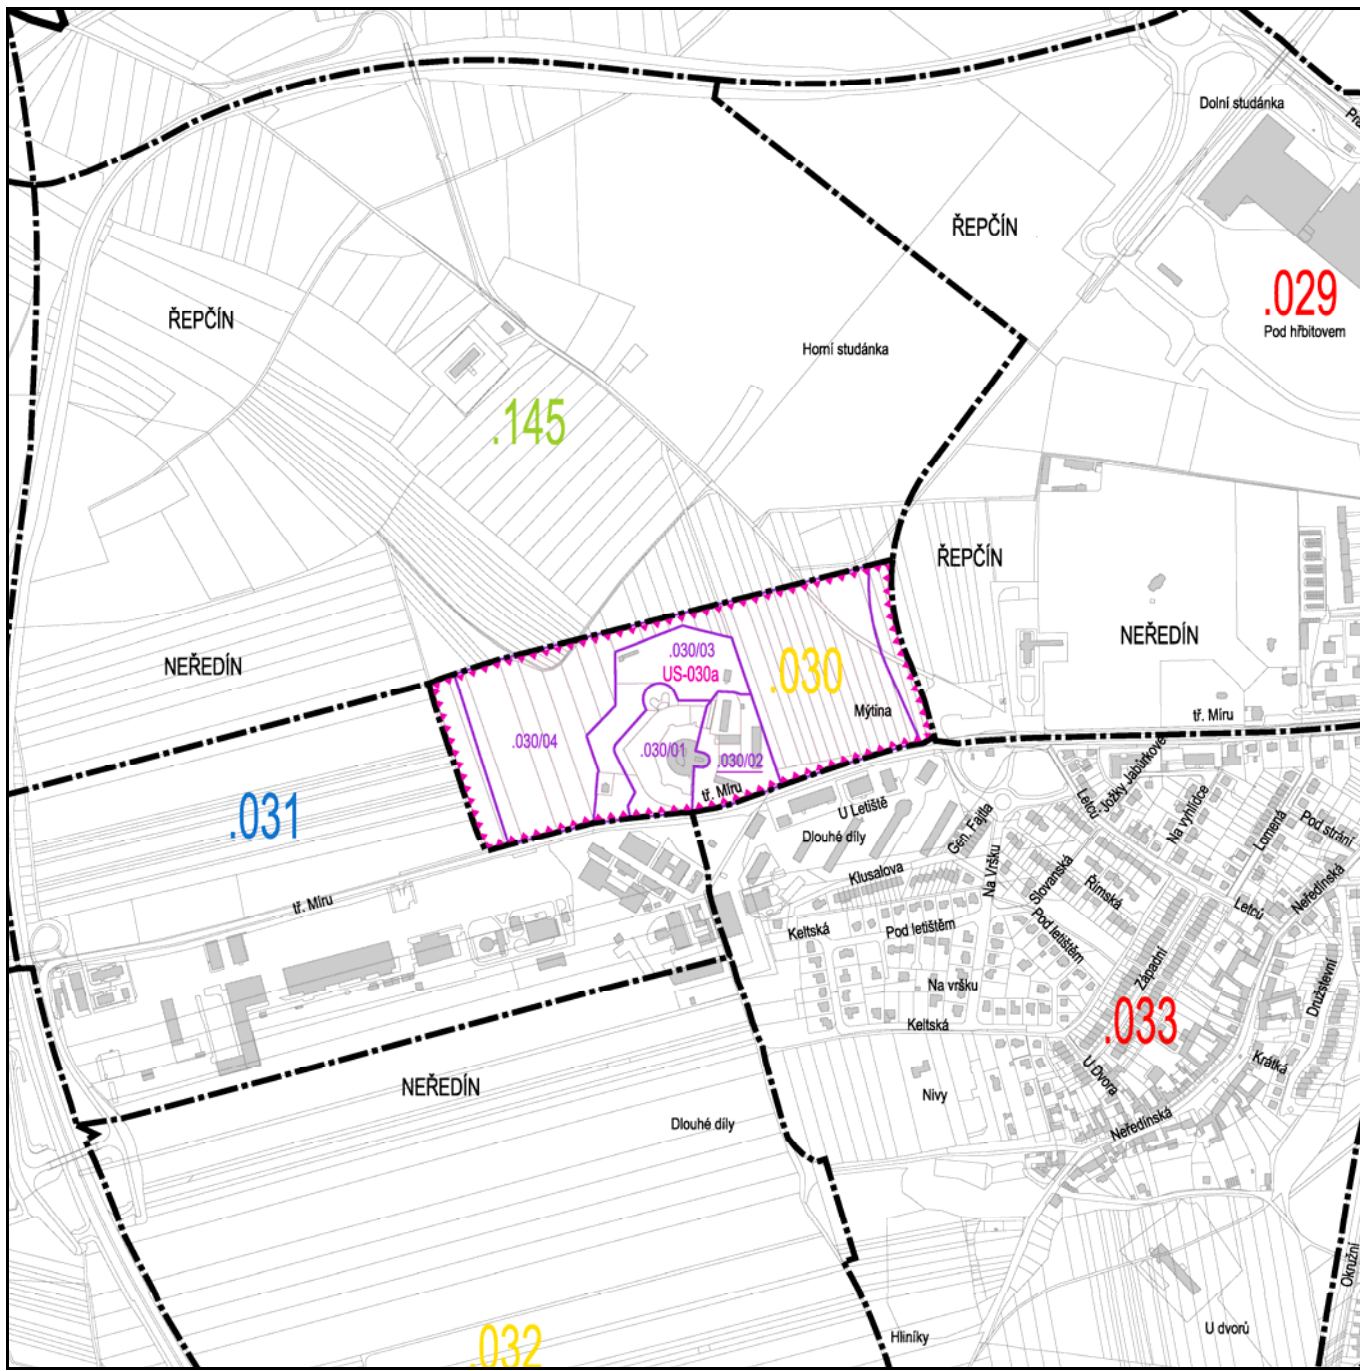 Dolní studánka
ŘEPČÍN
.029
Pod hřbitovem
ŘEPČÍN
Horní studánka
.145
ŘEPČÍN
NEŘEDÍN
NEŘEDÍN
.030/03
US-030a
.030
Mýtina
tř. Míru
.030/04
.030/01
.030/02
tř. Míru
.031
U Letiště
Dlouhé díly
Gen. Fajtla
Letců
Jožky Jabůrkové
Na vyhlídce
Lomená
Pod strání
Klusalova
Na Vršku
Slovanská
Římská
Neředínská
Letců
tř. Míru
Keltská
Pod letištěm
Pod letištěm
Západní
Družstevní
Na vršku
Keltská
.033
U Dvora
Krátká
NEŘEDÍN
Nivy
Dlouhé díly
Neředínská
Okružní
U dvorů
Hliníky
.032